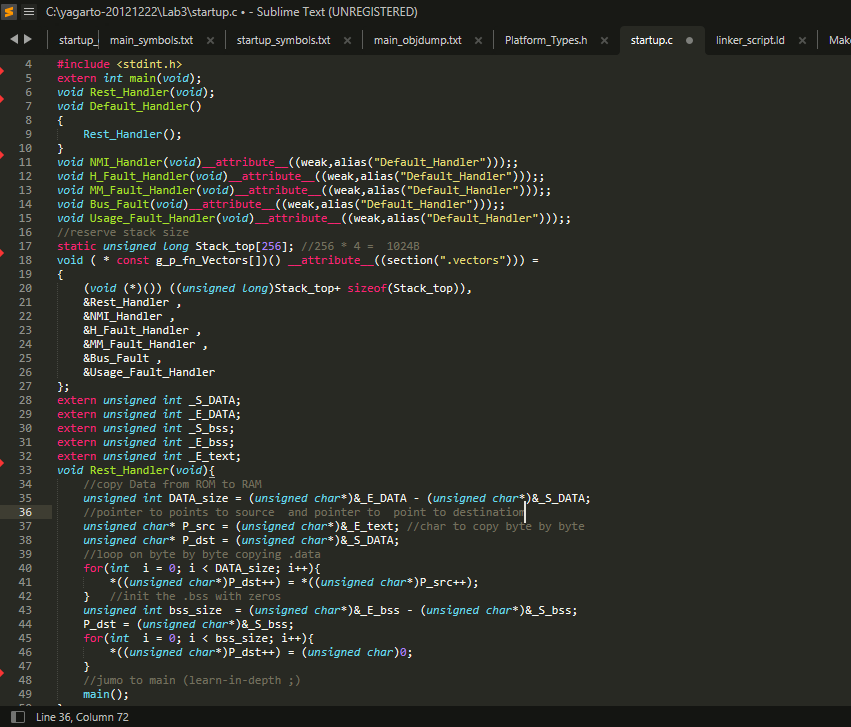 C:\yagarto-20121222\Lab3\startup.c • - Sublime Text (UNREGISTERED)
startup_ main_symbols.txt × startup_symbols.txt × main_objdump.txt × Platform_Types.h × startup.c ● linker_script.ld × Mak
4 #include <stdint.h>
5 extern int main(void);
6 void Rest_Handler(void);
7 void Default_Handler()
8 {
9     Rest_Handler();
10 }
11 void NMI_Handler(void)__attribute__((weak,alias("Default_Handler")));;
12 void H_Fault_Handler(void)__attribute__((weak,alias("Default_Handler")));;
13 void MM_Fault_Handler(void)__attribute__((weak,alias("Default_Handler")));;
14 void Bus_Fault(void)__attribute__((weak,alias("Default_Handler")));;
15 void Usage_Fault_Handler(void)__attribute__((weak,alias("Default_Handler")));;
16 //reserve stack size
17 static unsigned long Stack_top[256]; //256 * 4 =  1024B
18 void ( * const g_p_fn_Vectors[])() __attribute__((section(".vectors"))) =
19 {
20     (void (*)()) ((unsigned long)Stack_top+ sizeof(Stack_top)),
21     &Rest_Handler ,
22     &NMI_Handler ,
23     &H_Fault_Handler ,
24     &MM_Fault_Handler ,
25     &Bus_Fault ,
26     &Usage_Fault_Handler
27 };
28 extern unsigned int _S_DATA;
29 extern unsigned int _E_DATA;
30 extern unsigned int _S_bss;
31 extern unsigned int _E_bss;
32 extern unsigned int _E_text;
33 void Rest_Handler(void){
34     //copy Data from ROM to RAM
35     unsigned int DATA_size = (unsigned char*)&_E_DATA - (unsigned char*)&_S_DATA;
36     //pointer to points to source  and pointer to  point to destination
37     unsigned char* P_src = (unsigned char*)&_E_text; //char to copy byte by byte
38     unsigned char* P_dst = (unsigned char*)&_S_DATA;
39     //loop on byte by byte copying .data
40     for(int  i = 0; i < DATA_size; i++){
41         *((unsigned char*)P_dst++) = *((unsigned char*)P_src++);
42     }   //init the .bss with zeros
43     unsigned int bss_size  = (unsigned char*)&_E_bss - (unsigned char*)&_S_bss;
44     P_dst = (unsigned char*)&_S_bss;
45     for(int  i = 0; i < bss_size; i++){
46         *((unsigned char*)P_dst++) = (unsigned char)0;
47     }
48     //jumo to main (learn-in-depth ;)
49     main();
Line 36, Column 72